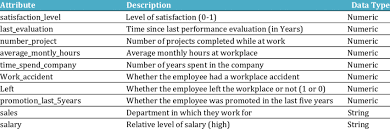 Attribute Description Data Type
satisfaction_level Level of satisfaction (0-1) Numeric
last_evaluation Time since last performance evaluation (in Years) Numeric
number_project Number of projects completed while at work Numeric
average_montly_hours Average monthly hours at workplace Numeric
time_spend_company Number of years spent in the company Numeric
Work_accident Whether the employee had a workplace accident Numeric
Left Whether the employee left the workplace or not (1 or 0) Numeric
promotion_last_5years Whether the employee was promoted in the last five years Numeric
sales Department in which they work for String
salary Relative level of salary (high) String